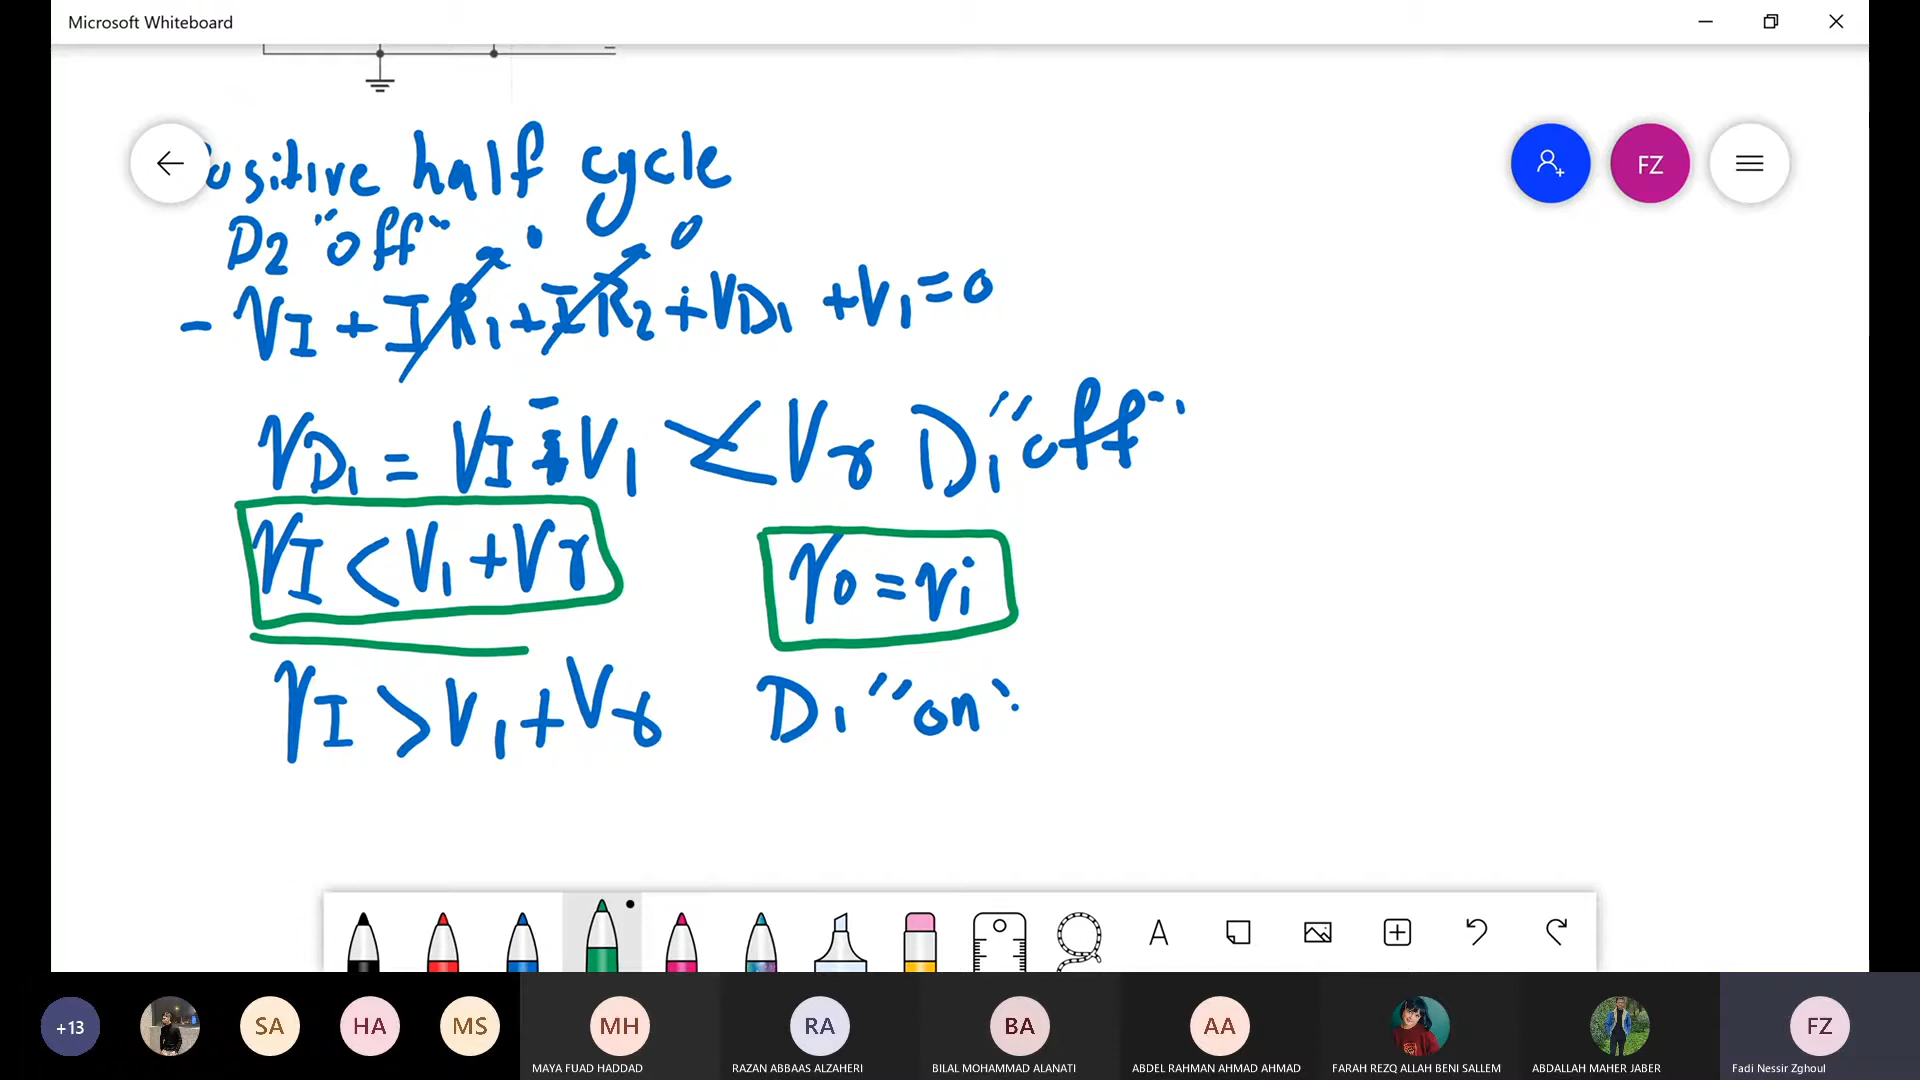 Microsoft Whiteboard
Positive half cycle
D2 "off"
0 0
- VI + IR1 + IR2 + VD1 + V1 = 0
VD1 = VI - V1 < Vγ D1 "off"
VI < V1 + Vγ
vo = vi
VI > V1 + Vγ D1 "on"
FZ
A
+13
SA
HA
MS
MH
RA
BA
AA
FZ
MAYA FUAD HADDAD
RAZAN ABBAAS ALZAHERI
BILAL MOHAMMAD ALANATI
ABDEL RAHMAN AHMAD AHMAD
FARAH REZQ ALLAH BENI SALLEM
ABDALLAH MAHER JABER
Fadi Nessir Zghoul